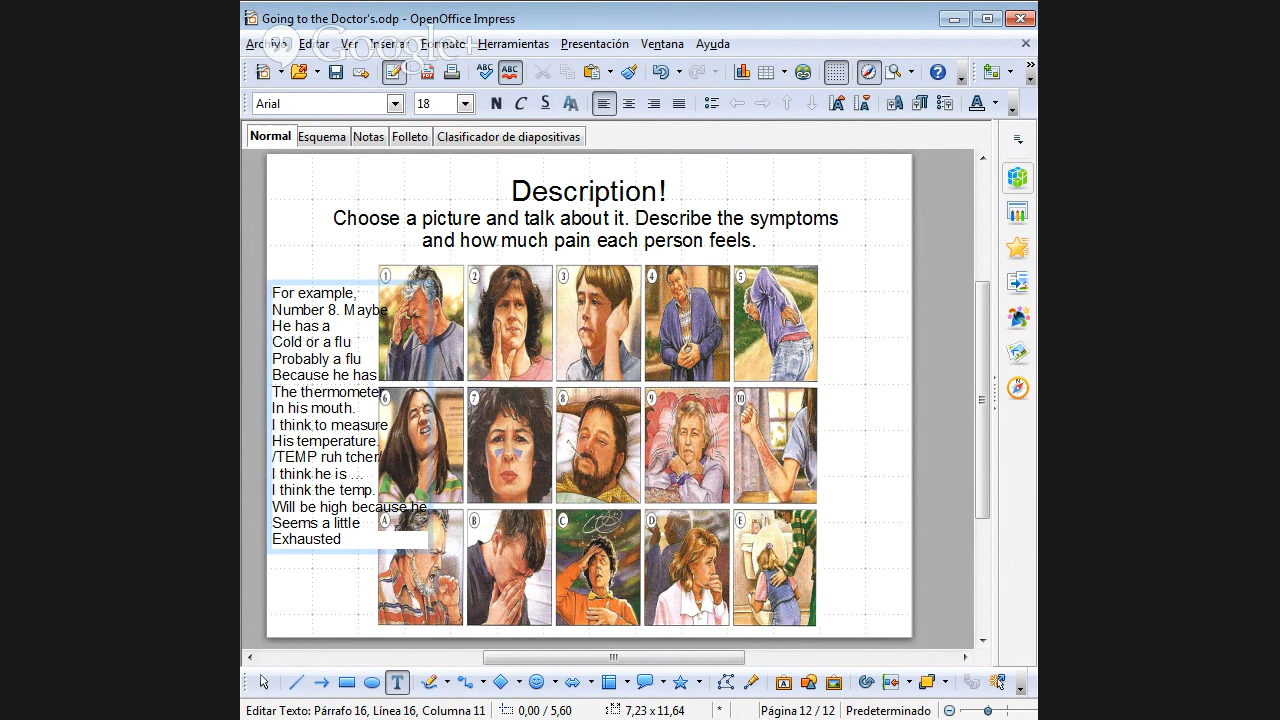 Going to the Doctor's.odp - OpenOffice Impress
Google+
Archivo Editar Ver Insertar Formato Herramientas Presentación Ventana Ayuda
Arial 18 N C S
Normal Esquema Notas Folleto Clasificador de diapositivas
Description!
Choose a picture and talk about it. Describe the symptoms
and how much pain each person feels.
1 2 3 4 5
For example,
Number 8. Maybe
He has a
Cold or a flu
Probably a flu
Because he has
The thermometer
In his mouth.
I think to measure
His temperature.
/TEMP ruh tcher/
I think he is ...
I think the temp.
Will be high because he
Seems a little
Exhausted
6 7 8 9 10
A B C D E
Editar Texto: Párrafo 16, Línea 16, Columna 11 0,00 / 5,60 7,23 x 11,64 * Página 12 / 12 Predeterminado